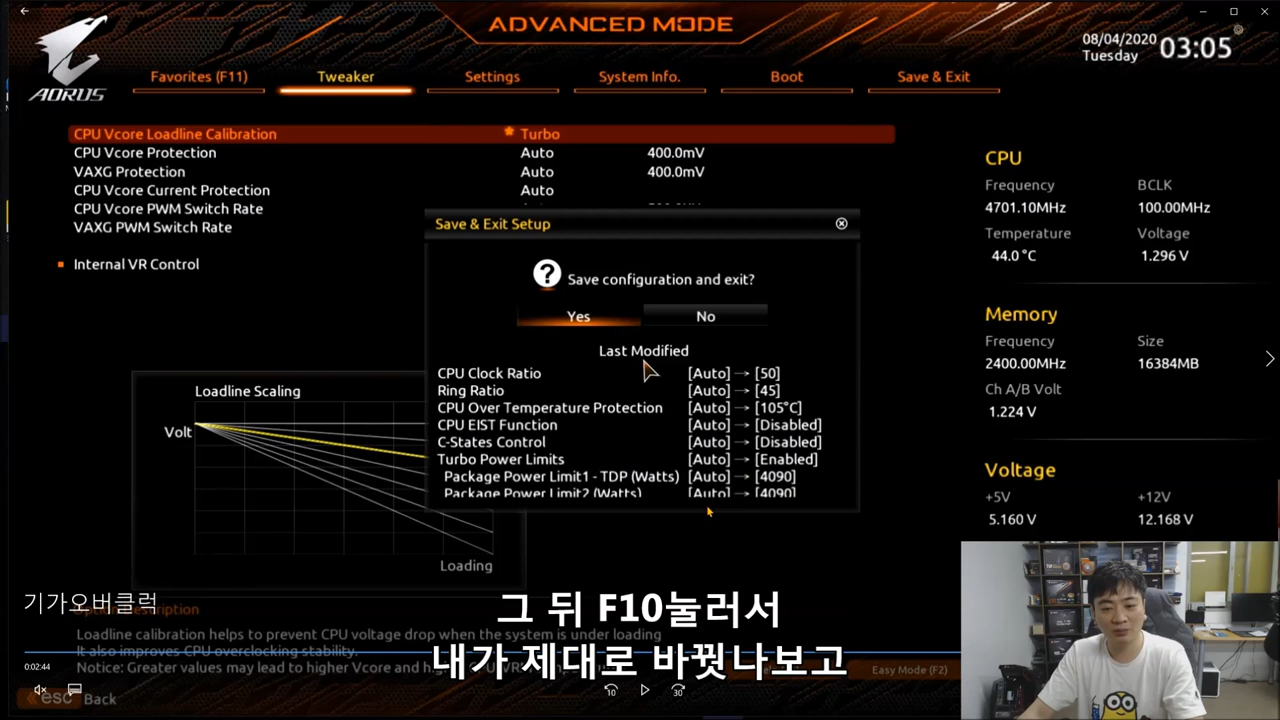 ADVANCED MODE
08/04/2020 03:05
Tuesday
AORUS
Favorites (F11) Tweaker Settings System Info. Boot Save & Exit
CPU Vcore Loadline Calibration ★ Turbo
CPU Vcore Protection Auto 400.0mV
VAXG Protection Auto 400.0mV
CPU Vcore Current Protection Auto
CPU Vcore PWM Switch Rate
VAXG PWM Switch Rate
Internal VR Control
Save & Exit Setup
Save configuration and exit?
Yes No
Last Modified
CPU Clock Ratio [Auto] → [50]
Ring Ratio [Auto] → [45]
CPU Over Temperature Protection [Auto] → [105°C]
CPU EIST Function [Auto] → [Disabled]
C-States Control [Auto] → [Disabled]
Turbo Power Limits [Auto] → [Enabled]
Package Power Limit1 - TDP (Watts) [Auto] → [4090]
Package Power Limit2 (Watts) [Auto] → [4090]
Loadline Scaling
Volt
Loading
CPU
Frequency BCLK
4701.10MHz 100.00MHz
Temperature Voltage
44.0 °C 1.296 V
Memory
Frequency Size
2400.00MHz 16384MB
Ch A/B Volt
1.224 V
Voltage
+5V +12V
5.160 V 12.168 V
기가오버클럭
그 뒤 F10눌러서
내가 제대로 바꿧나보고
Loadline calibration helps to prevent CPU voltage drop when the system is under loading
It also improves CPU overclocking stability.
Notice: Greater values may lead to higher Vcore and
Easy Mode (F2)
0:02:44
esc Back
10 30